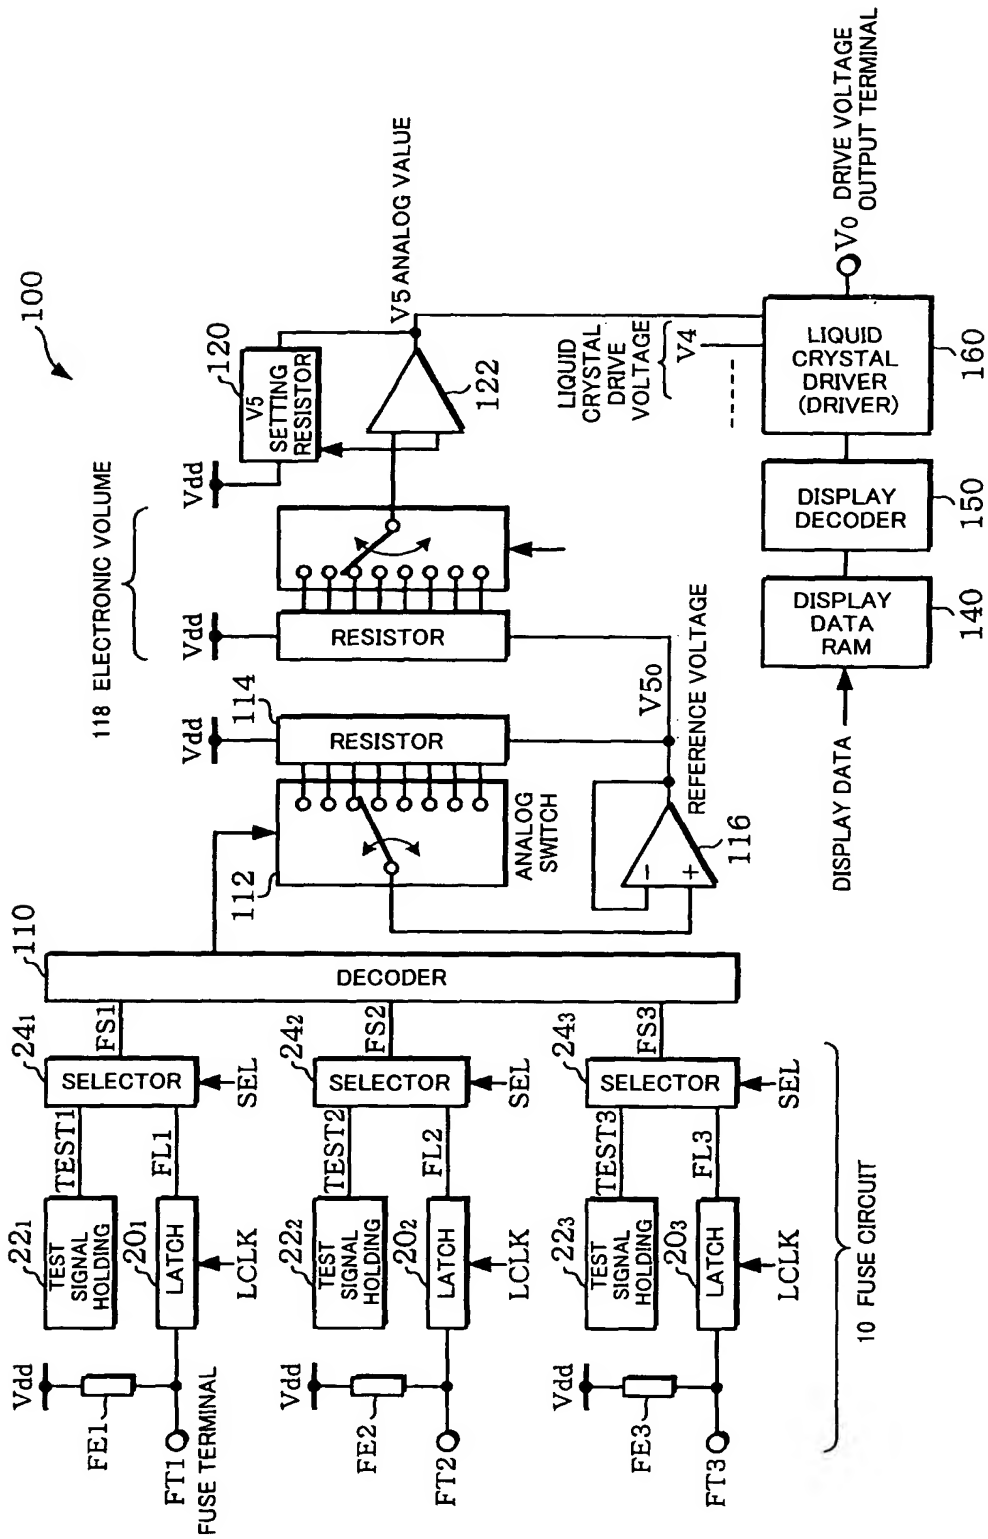 100
10 FUSE CIRCUIT
Vdd
FE1
FT1
FUSE TERMINAL
22₁
TEST
SIGNAL
HOLDING
20₁
LATCH
LCLK
TEST1
FL1
24₁
SELECTOR
SEL
FS1
Vdd
FE2
FT2
22₂
TEST
SIGNAL
HOLDING
20₂
LATCH
LCLK
TEST2
FL2
24₂
SELECTOR
SEL
FS2
Vdd
FE3
FT3
22₃
TEST
SIGNAL
HOLDING
20₃
LATCH
LCLK
TEST3
FL3
24₃
SELECTOR
SEL
FS3
110
DECODER
112
ANALOG
SWITCH
Vdd
114
RESISTOR
116
-
+
V5₀
REFERENCE VOLTAGE
118 ELECTRONIC VOLUME
Vdd
RESISTOR
Vdd
120
V5
SETTING
RESISTOR
122
V5 ANALOG VALUE
LIQUID
CRYSTAL
DRIVE
VOLTAGE
V4
DISPLAY DATA
DISPLAY
DATA
RAM
140
DISPLAY
DECODER
150
LIQUID
CRYSTAL
DRIVER
(DRIVER)
160
V₀ DRIVE VOLTAGE
OUTPUT TERMINAL